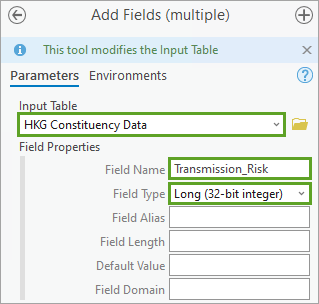 Add Fields (multiple)
This tool modifies the Input Table
Parameters Environments
Input Table
HKG Constituency Data
Field Properties
Field Name Transmission_Risk
Field Type Long (32-bit integer)
Field Alias
Field Length
Default Value
Field Domain